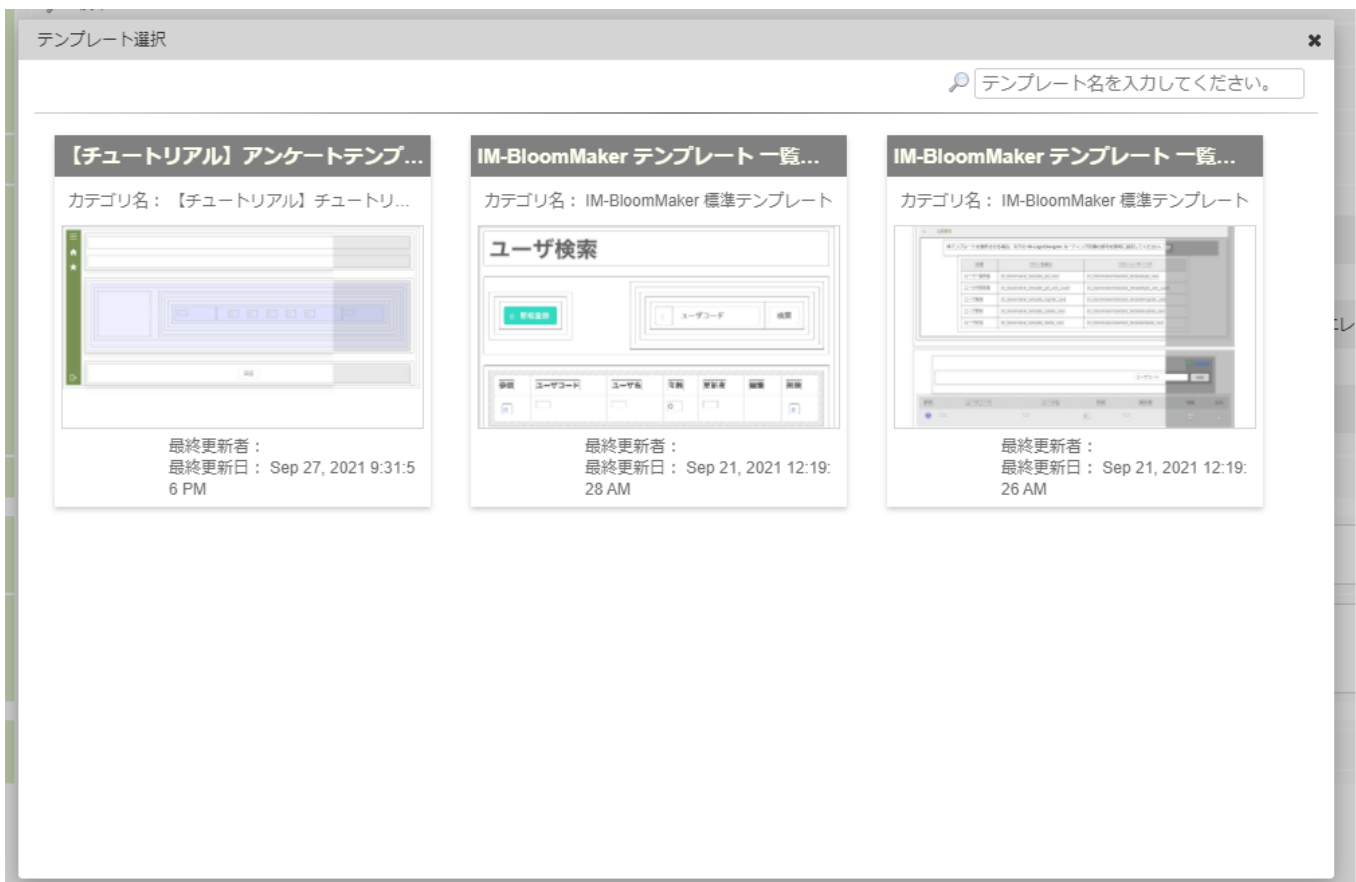 テンプレート選択
テンプレート名を入力してください。
【チュートリアル】アンケートテンプ...
カテゴリ名： 【チュートリアル】チュートリ...
最終更新者：
最終更新日： Sep 27, 2021 9:31:5
6 PM
IM-BloomMaker テンプレート 一覧...
カテゴリ名： IM-BloomMaker 標準テンプレート
ユーザ検索
新規登録
ユーザコード
検索
参照 ユーザコード ユーザ名 年齢 更新者 編集 削除
0
最終更新者：
最終更新日： Sep 21, 2021 12:19:
28 AM
IM-BloomMaker テンプレート 一覧...
カテゴリ名： IM-BloomMaker 標準テンプレート
最終更新者：
最終更新日： Sep 21, 2021 12:19:
26 AM
レ